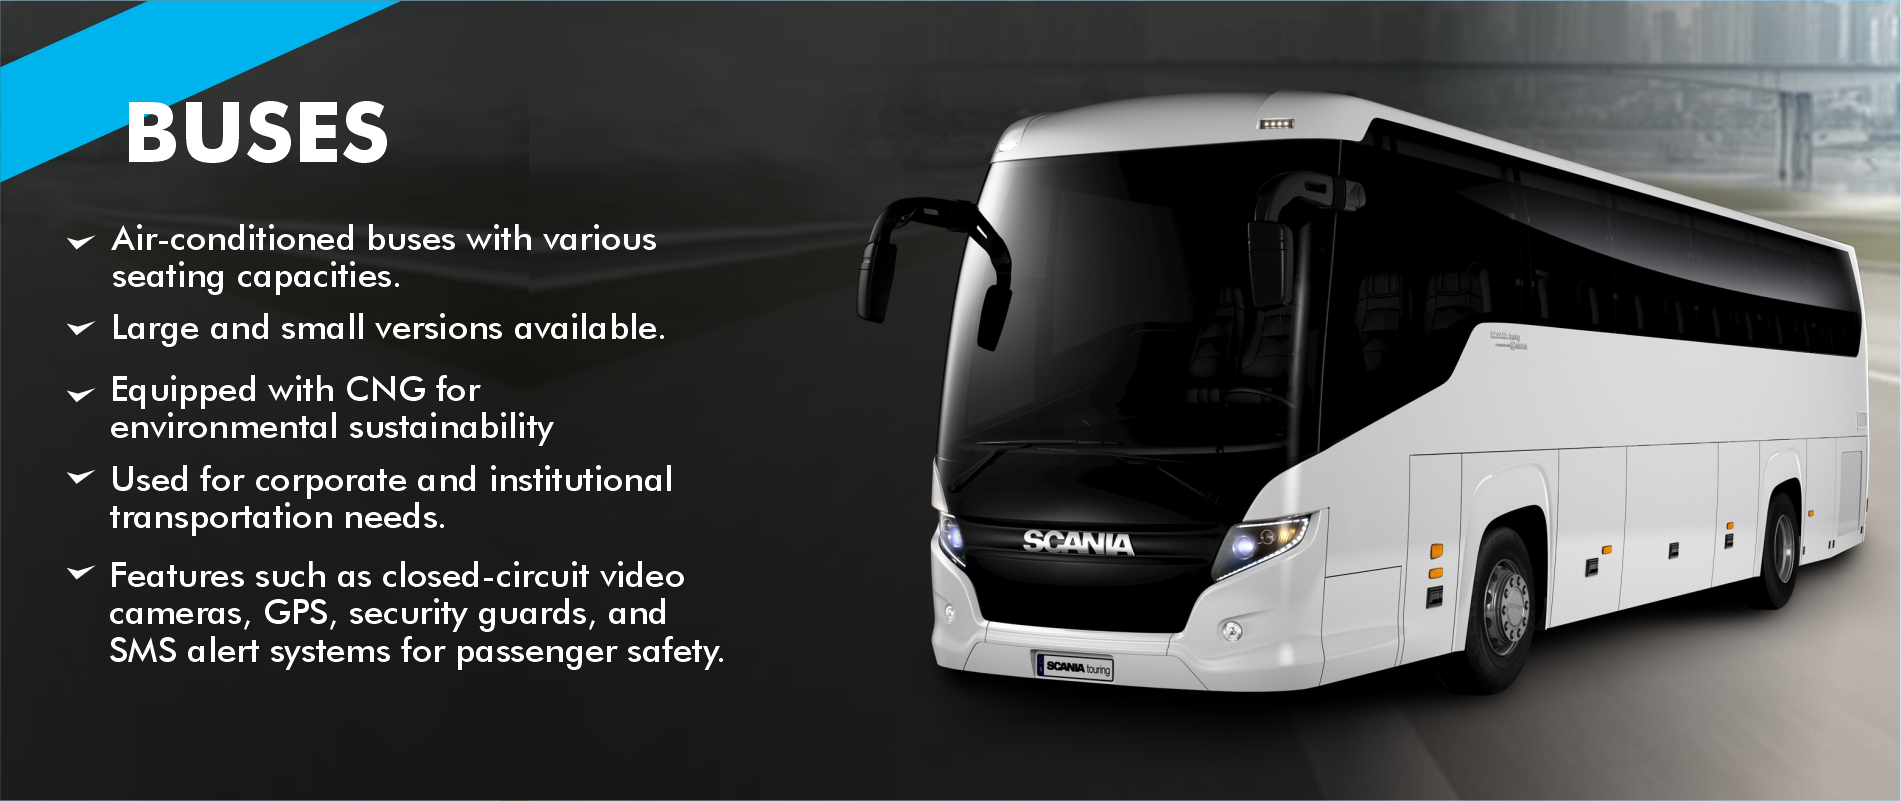 BUSES
Air-conditioned buses with various
seating capacities.
Large and small versions available.
Equipped with CNG for
environmental sustainability
Used for corporate and institutional
transportation needs.
Features such as closed-circuit video
cameras, GPS, security guards, and
SMS alert systems for passenger safety.
SCANIA
SCANIA touring
SCANIA touring